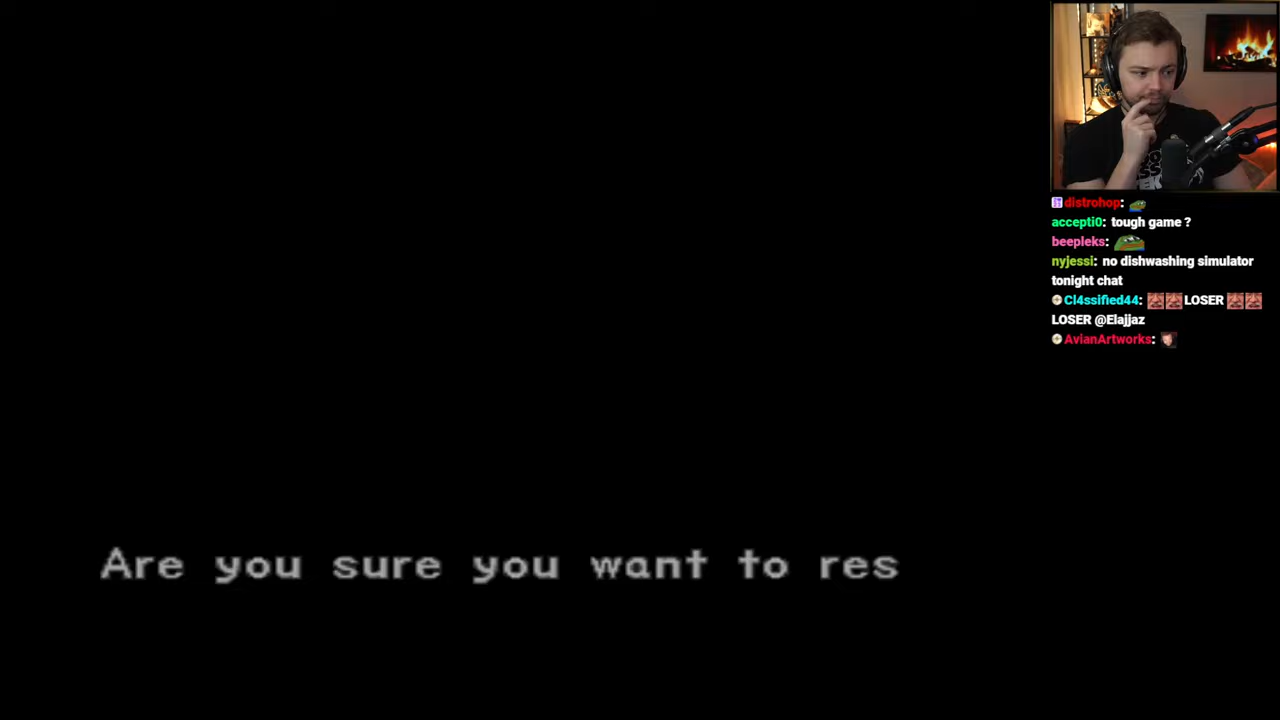 distrohop:
accepti0: tough game ?
beepleks:
nyjessi: no dishwashing simulator
tonight chat
Cl4ssified44: LOSER
LOSER @Elajjaz
AvianArtworks:
Are you sure you want to res